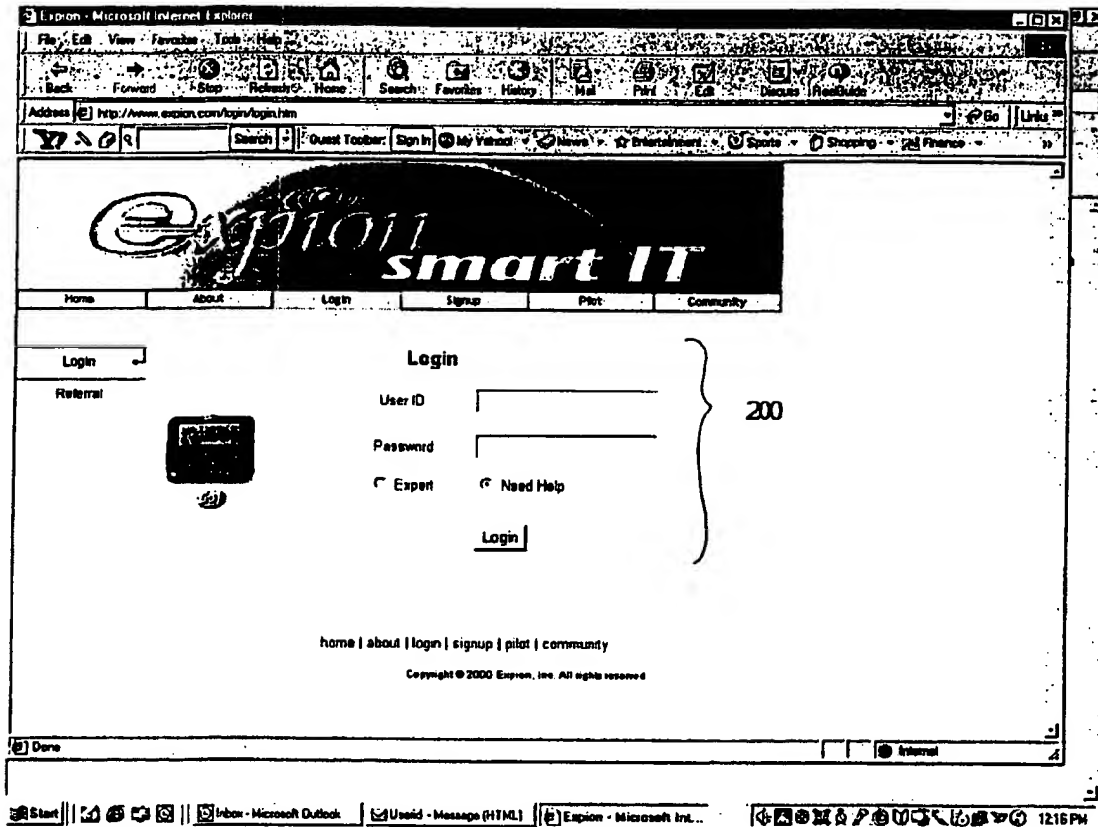 Expion - Microsoft Internet Explorer
File Edit View Favorites Tools Help
Back Forward Stop Refresh Home Search Favorites History Mail Print Edit Discuss RealGuide
Address http://www.expion.com/login/login.htm Go Links »
Y! Search Guest Toolbar: Sign In My Yahoo! News Entertainment Sports Shopping Finance »
expion
smart IT
Home About Login Signup Pilot Community
Login
Referral
Login
User ID
Password
Expert Need Help
Login
200
home | about | login | signup | pilot | community
Copyright © 2000 Expion, Inc. All rights reserved
Done Internet
Start Inbox - Microsoft Outlook Userid - Message (HTML) Expion - Microsoft Int... 12:16 PM